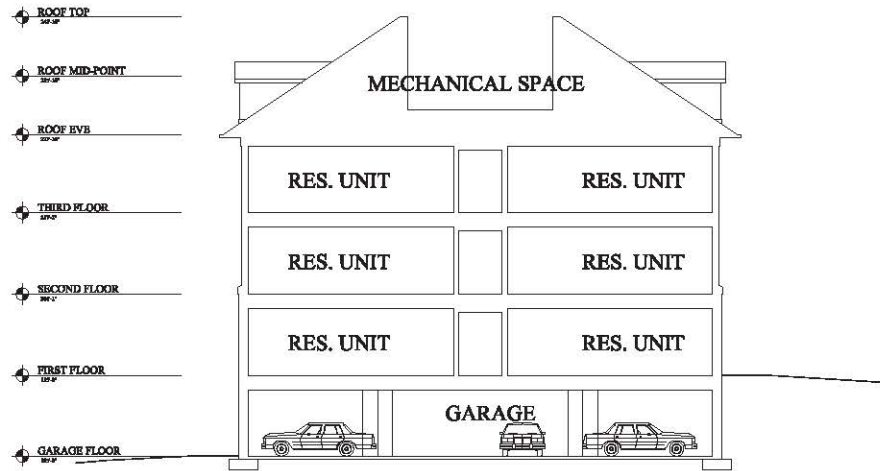 ROOF TOP
ROOF MID-POINT
MECHANICAL SPACE
ROOF EVE
RES. UNIT
RES. UNIT
THIRD FLOOR
RES. UNIT
RES. UNIT
SECOND FLOOR
RES. UNIT
RES. UNIT
FIRST FLOOR
GARAGE
GARAGE FLOOR